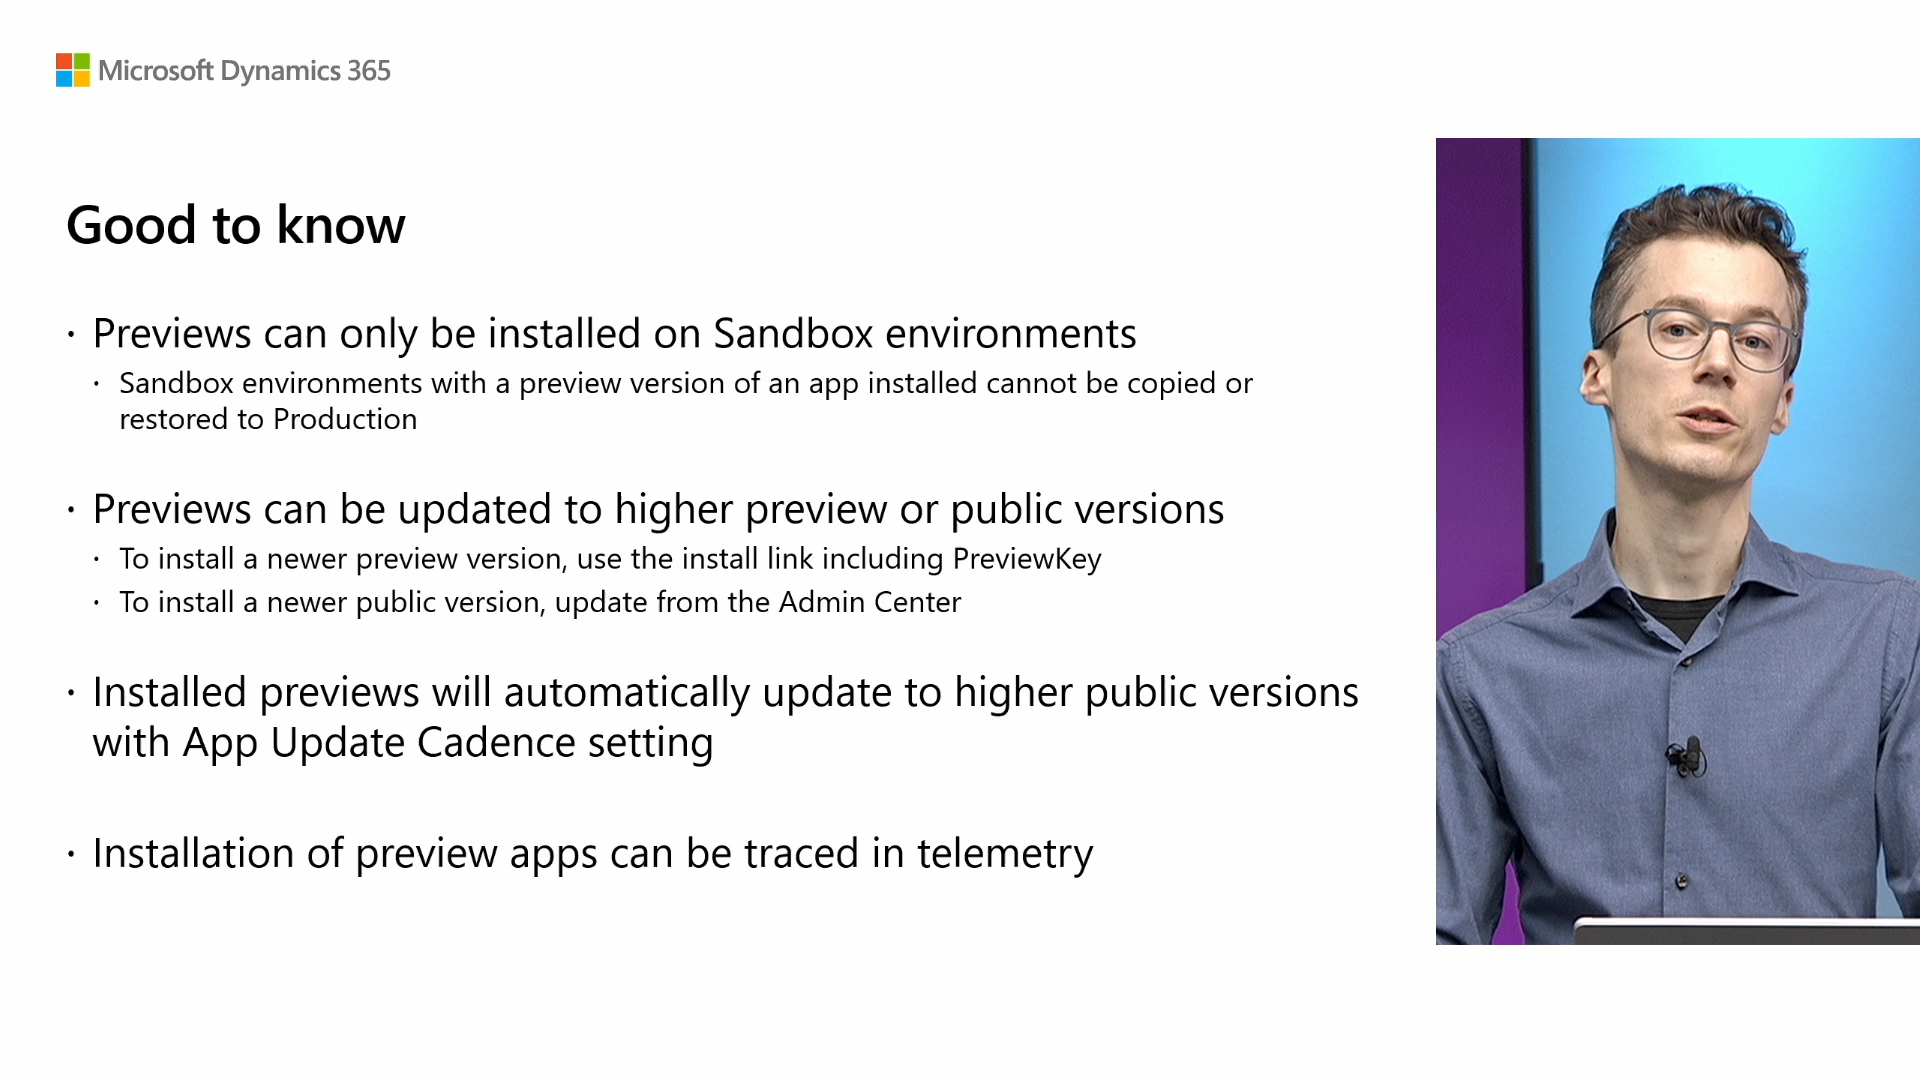 Microsoft Dynamics 365
Good to know
· Previews can only be installed on Sandbox environments
· Sandbox environments with a preview version of an app installed cannot be copied or
restored to Production
· Previews can be updated to higher preview or public versions
· To install a newer preview version, use the install link including PreviewKey
· To install a newer public version, update from the Admin Center
· Installed previews will automatically update to higher public versions
with App Update Cadence setting
· Installation of preview apps can be traced in telemetry